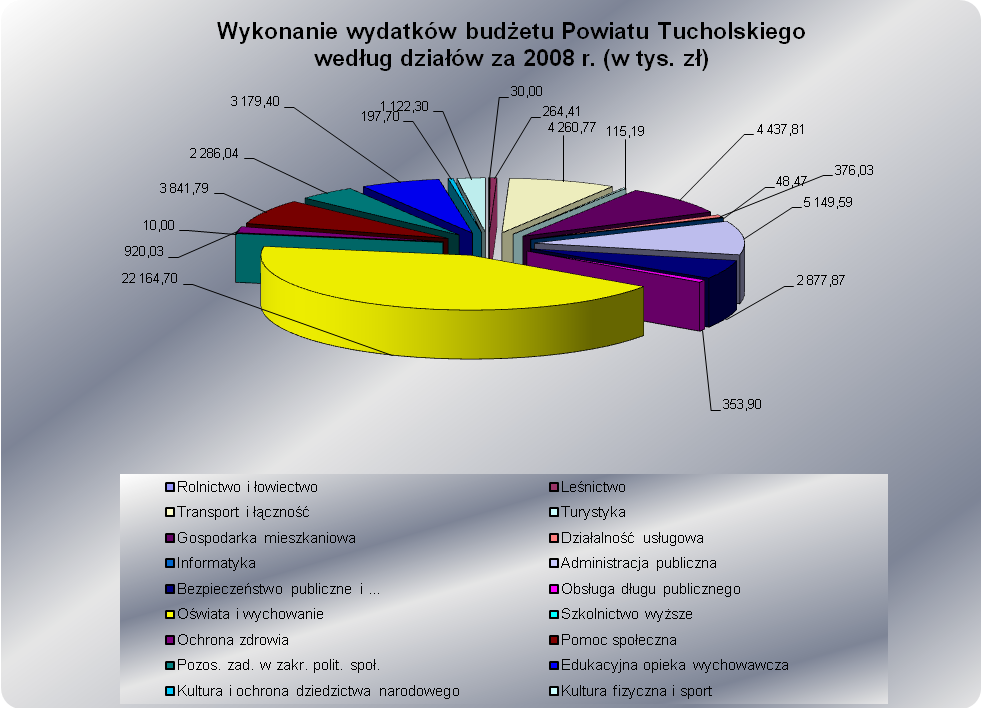 Wykonanie wydatków budżetu Powiatu Tucholskiego
według działów za 2008 r. (w tys. zł)
30,00
264,41
4 260,77
115,19
4 437,81
48,47
376,03
5 149,59
2 877,87
353,90
22 164,70
10,00
920,03
3 841,79
2 286,04
3 179,40
197,70
1 122,30
Rolnictwo i łowiectwo
Leśnictwo
Transport i łączność
Turystyka
Gospodarka mieszkaniowa
Działalność usługowa
Informatyka
Administracja publiczna
Bezpieczeństwo publiczne i ...
Obsługa długu publicznego
Oświata i wychowanie
Szkolnictwo wyższe
Ochrona zdrowia
Pomoc społeczna
Pozos. zad. w zakr. polit. społ.
Edukacyjna opieka wychowawcza
Kultura i ochrona dziedzictwa narodowego
Kultura fizyczna i sport